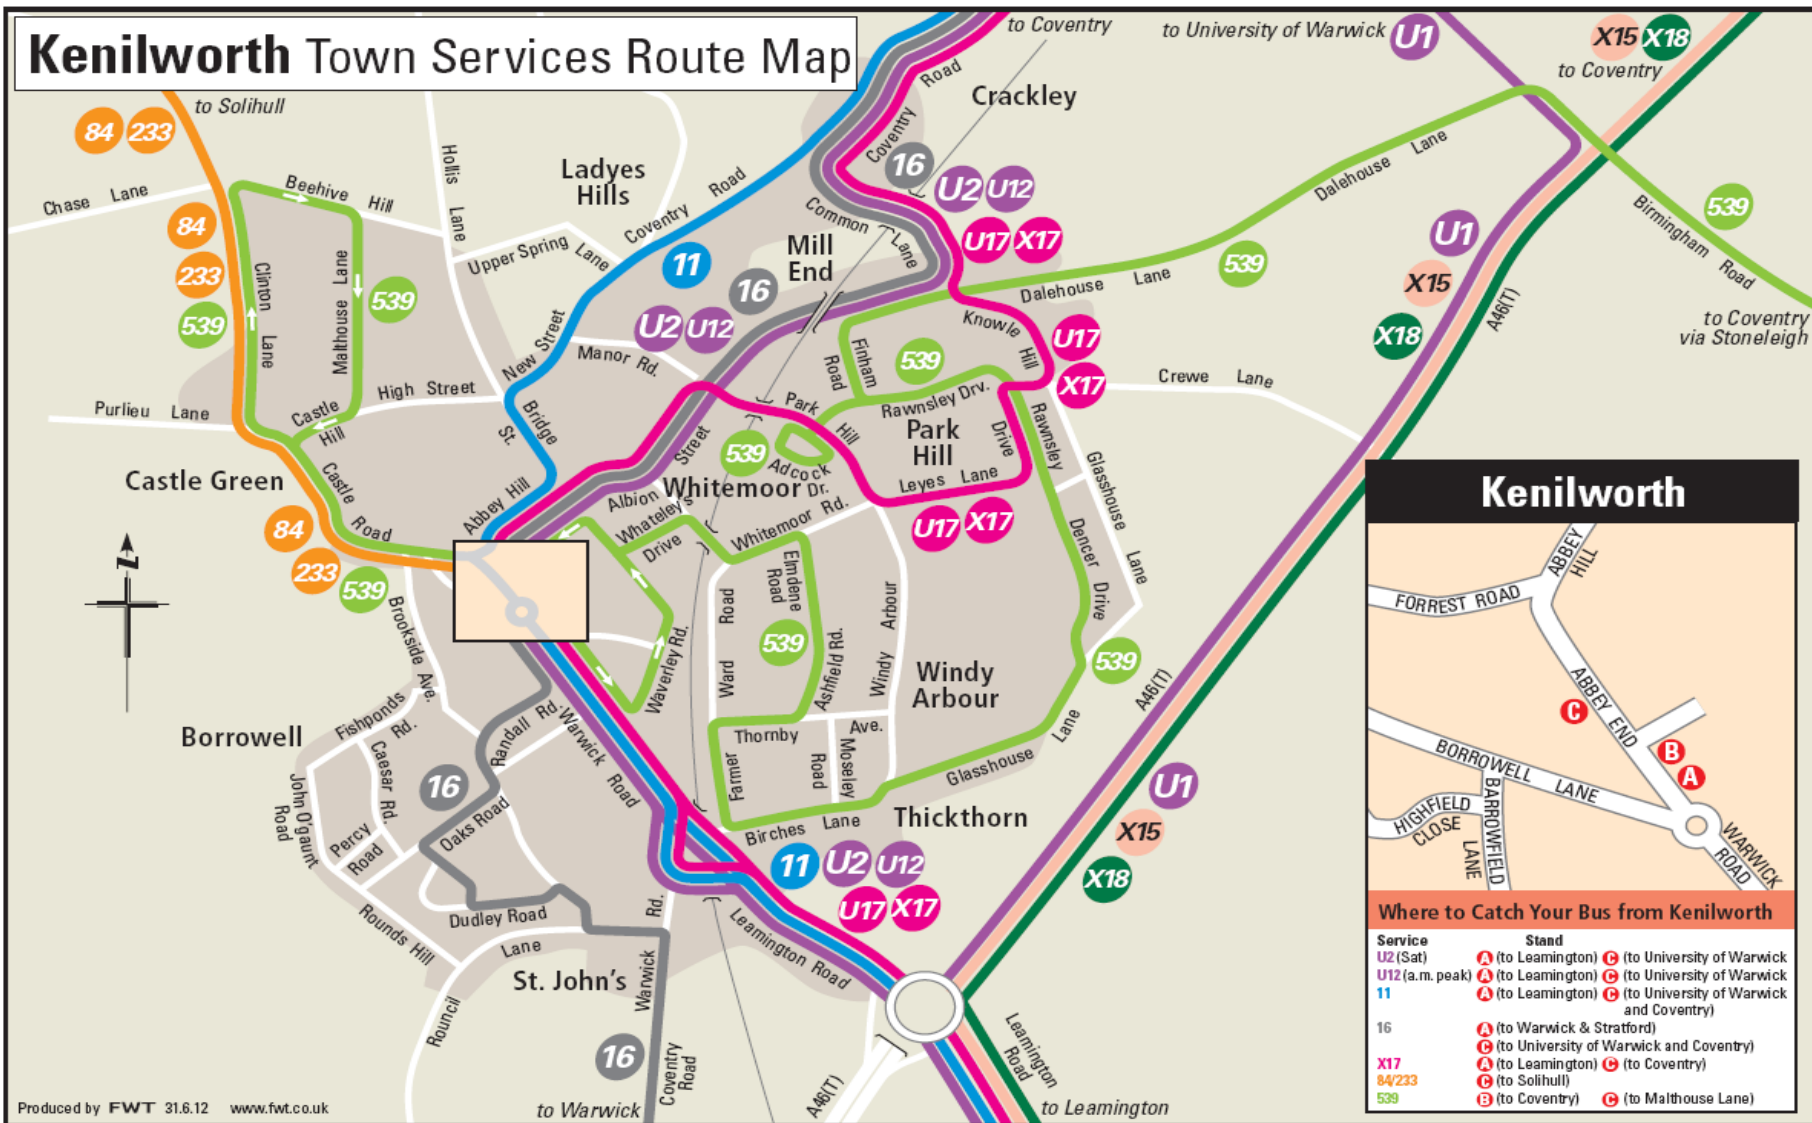 Kenilworth Town Services Route Map
to Coventry
to University of Warwick U1
X15 X18
to Coventry
to Solihull
84 233
Crackley
Coventry Road
16
U2 U12
U17 X17
Hollis Lane
Ladyes
Hills
Coventry Road
Common Lane
Chase Lane
Beehive Hill
84
233
539
Clinton Lane
Malthouse Lane
539
Upper Spring Lane
11
Mill
End
16
U2 U12
Dalehouse Lane
539
Dalehouse Lane
U1
X15
X18
A46(T)
539
Birmingham Road
to Coventry
via Stoneleigh
New Street
Manor Rd.
Knowle Hill
U17
X17
Finham Road
539
Crewe Lane
Purlieu Lane
High Street
Castle Hill
Bridge St.
Park Hill
Rawnsley Drv.
Park
Hill
Rawnsley Drive
Leyes Lane
U17 X17
Glasshouse Lane
Castle Green
Castle Road
Abbey Hill
Albion Street
539
Adcock Dr.
Whitemoor
Whateley's Drive
Whitemoor Rd.
84
233
539
Brookside Ave.
Elmdene Road
Ward Road
539
Ashfield Rd.
Windy Arbour
Dencer Drive
539
Waverley Rd.
Windy
Arbour
A46(T)
Borrowell
Fishponds Rd.
Caesar Rd.
John O'gaunt Road
Percy Road
16
Randall Rd.
Oaks Road
Warwick Road
Thornby Ave.
Farmer
Road
Moseley
Birches Lane
Glasshouse Lane
Thickthorn
U1
X15
X18
11 U2 U12
U17 X17
Dudley Road
Rounds Hill
Lane
Rouncil
St. John's
Warwick Rd.
Leamington Road
16
Coventry Road
to Warwick
A46(T)
Leamington Road
to Leamington
Produced by FWT 31.6.12 www.fwt.co.uk
Kenilworth
ABBEY HILL
FORREST ROAD
ABBEY END
C
B
A
BORROWELL LANE
BARROWFIELD LANE
HIGHFIELD CLOSE
WARWICK ROAD
Where to Catch Your Bus from Kenilworth
Service Stand
U2 (Sat) A (to Leamington) C (to University of Warwick
U12 (a.m. peak) A (to Leamington) C (to University of Warwick
11 A (to Leamington) C (to University of Warwick
and Coventry)
16 A (to Warwick & Stratford)
C (to University of Warwick and Coventry)
X17 A (to Leamington) C (to Coventry)
84/233 C (to Solihull)
539 B (to Coventry) C (to Malthouse Lane)